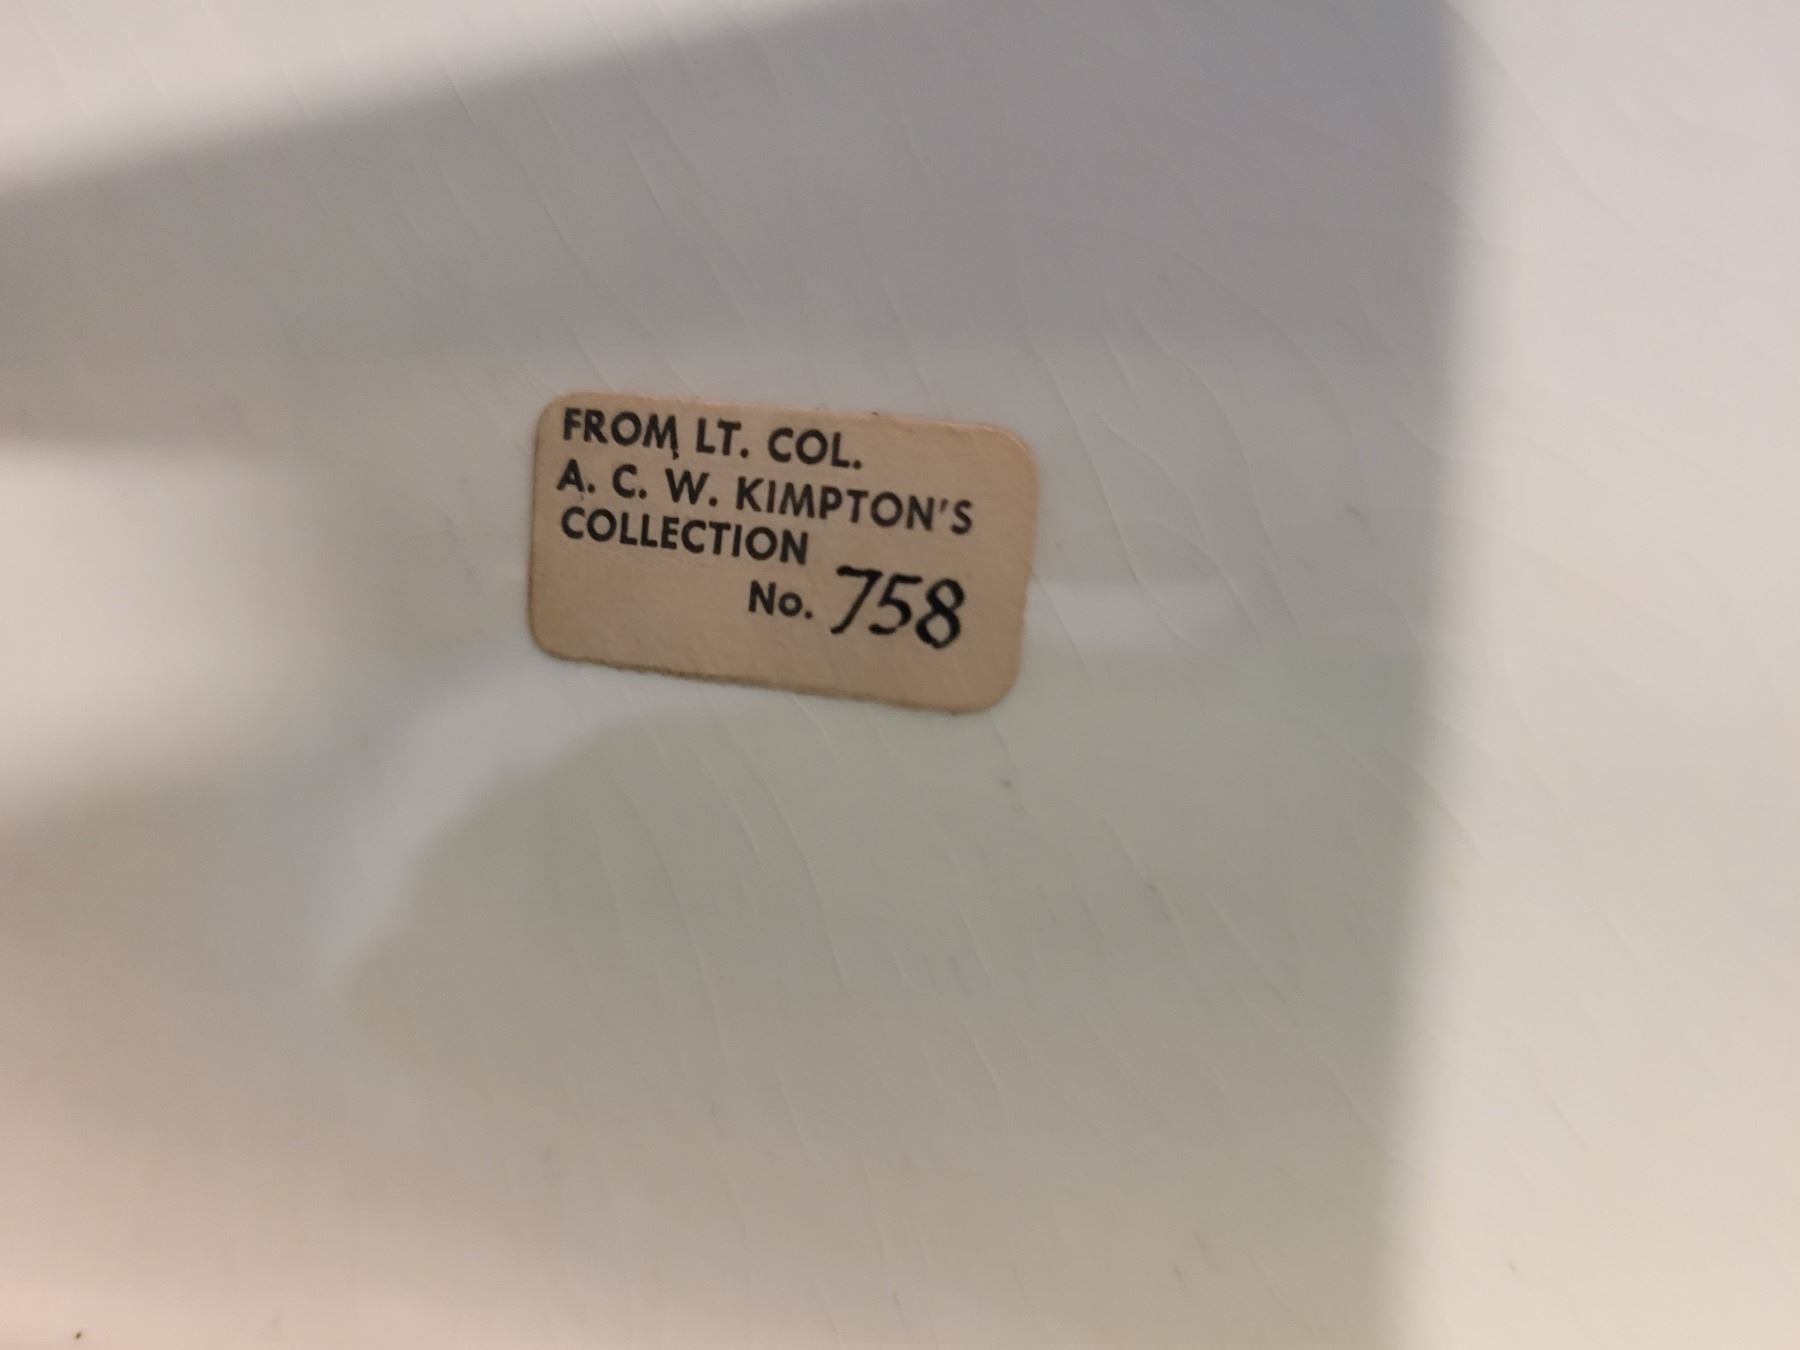 FROM LT. COL.
A. C. W. KIMPTON'S
COLLECTION
No. 758